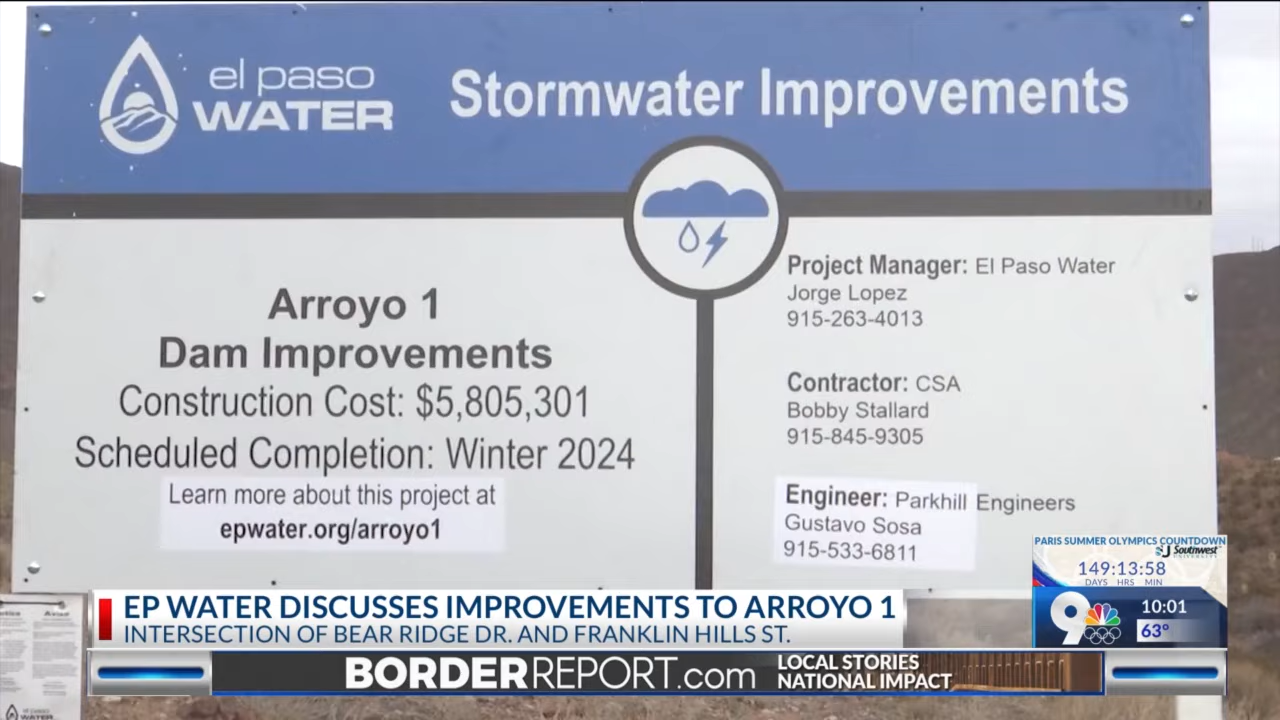 el paso
WATER
Stormwater Improvements
Arroyo 1
Dam Improvements
Construction Cost: $5,805,301
Scheduled Completion: Winter 2024
Learn more about this project at
epwater.org/arroyo1
Project Manager: El Paso Water
Jorge Lopez
915-263-4013
Contractor: CSA
Bobby Stallard
915-845-9305
Engineer: Parkhill Engineers
Gustavo Sosa
915-533-6811
PARIS SUMMER OLYMPICS COUNTDOWN
Southwest
UNIVERSITY
149:13:58
DAYS HRS MIN
9
10:01
63°
EP WATER DISCUSSES IMPROVEMENTS TO ARROYO 1
INTERSECTION OF BEAR RIDGE DR. AND FRANKLIN HILLS ST.
BORDERREPORT.com
LOCAL STORIES
NATIONAL IMPACT
el paso
WATER